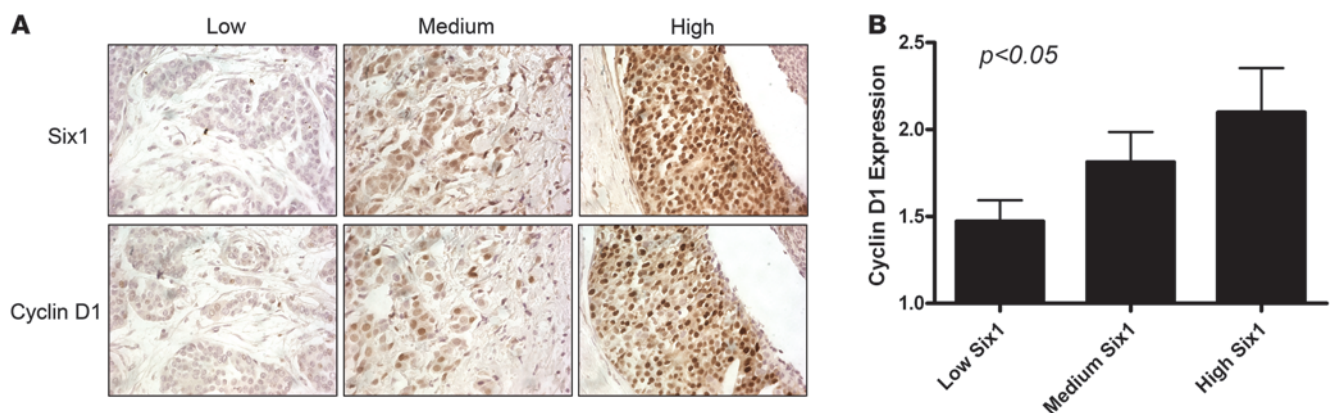 A
Low
Medium
High
Six1
Cyclin D1
B
Cyclin D1 Expression
2.5
2.0
1.5
1.0
p<0.05
Low Six1
Medium Six1
High Six1